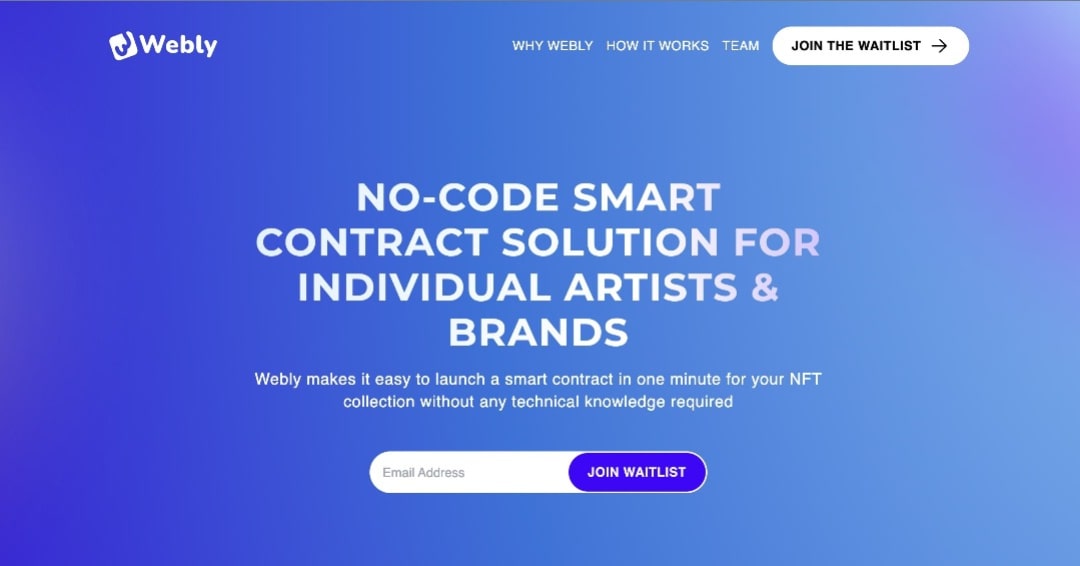 Webly
WHY WEBLY
HOW IT WORKS
TEAM
JOIN THE WAITLIST
NO-CODE SMART
CONTRACT SOLUTION FOR
INDIVIDUAL ARTISTS &
BRANDS
Webly makes it easy to launch a smart contract in one minute for your NFT
collection without any technical knowledge required
Email Address
JOIN WAITLIST